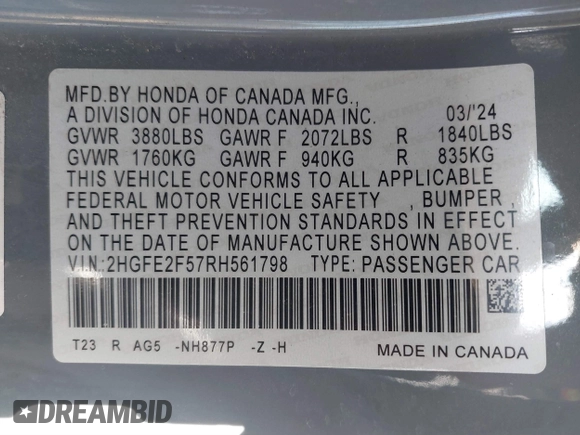 MFD.BY HONDA OF CANADA MFG.,
A DIVISION OF HONDA CANADA INC. 03/'24
GVWR 3880LBS GAWR F 2072LBS R 1840LBS
GVWR 1760KG GAWR F 940KG R 835KG
THIS VEHICLE CONFORMS TO ALL APPLICABLE
FEDERAL MOTOR VEHICLE SAFETY , BUMPER ,
AND THEFT PREVENTION STANDARDS IN EFFECT
ON THE DATE OF MANUFACTURE SHOWN ABOVE.
VIN:2HGFE2F57RH561798 TYPE:PASSENGER CAR
T23 R AG5 -NH877P -Z -H MADE IN CANADA
DREAMBID